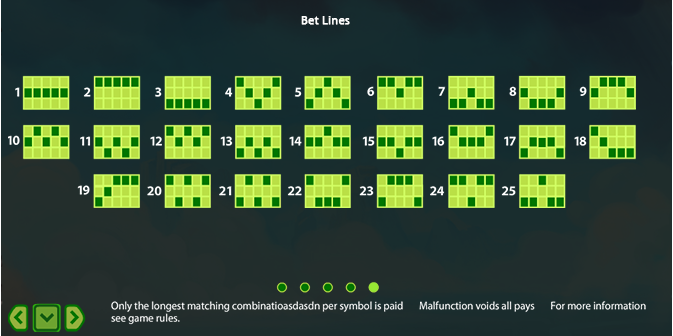 Bet Lines
1 2 3 4 5 6 7 8 9
10 11 12 13 14 15 16 17 18
19 20 21 22 23 24 25
Only the longest matching combinatioasdasdn per symbol is paid Malfunction voids all pays For more information
see game rules.